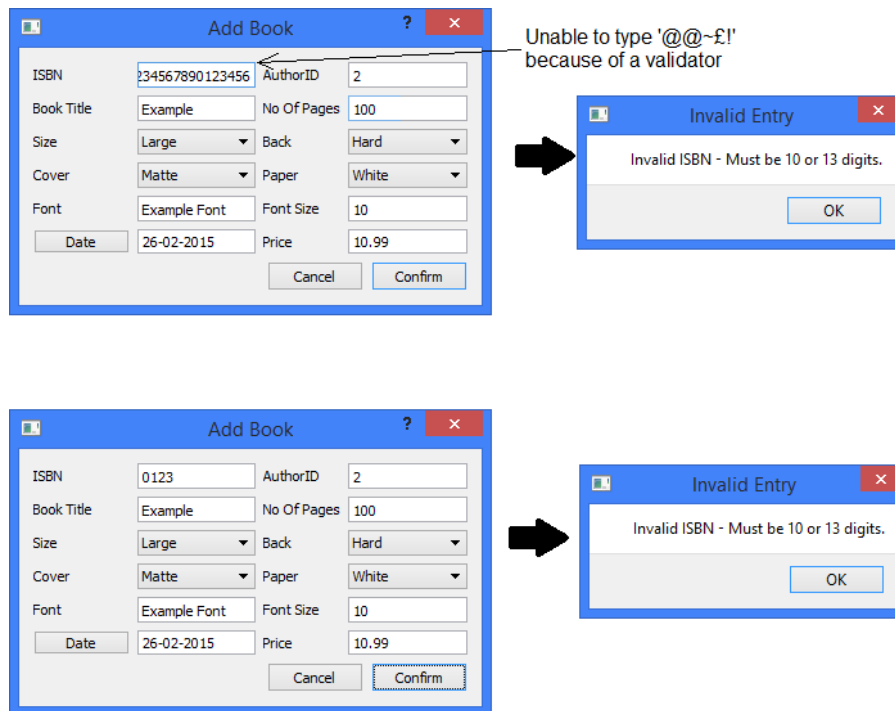 Add Book ?
Unable to type '@@~£!'
because of a validator
ISBN 234567890123456 AuthorID 2
Book Title Example No Of Pages 100
Size Large Back Hard
Cover Matte Paper White
Font Example Font Font Size 10
Date 26-02-2015 Price 10.99
Cancel Confirm
Invalid Entry
Invalid ISBN - Must be 10 or 13 digits.
OK
Add Book ?
ISBN 0123 AuthorID 2
Book Title Example No Of Pages 100
Size Large Back Hard
Cover Matte Paper White
Font Example Font Font Size 10
Date 26-02-2015 Price 10.99
Cancel Confirm
Invalid Entry
Invalid ISBN - Must be 10 or 13 digits.
OK